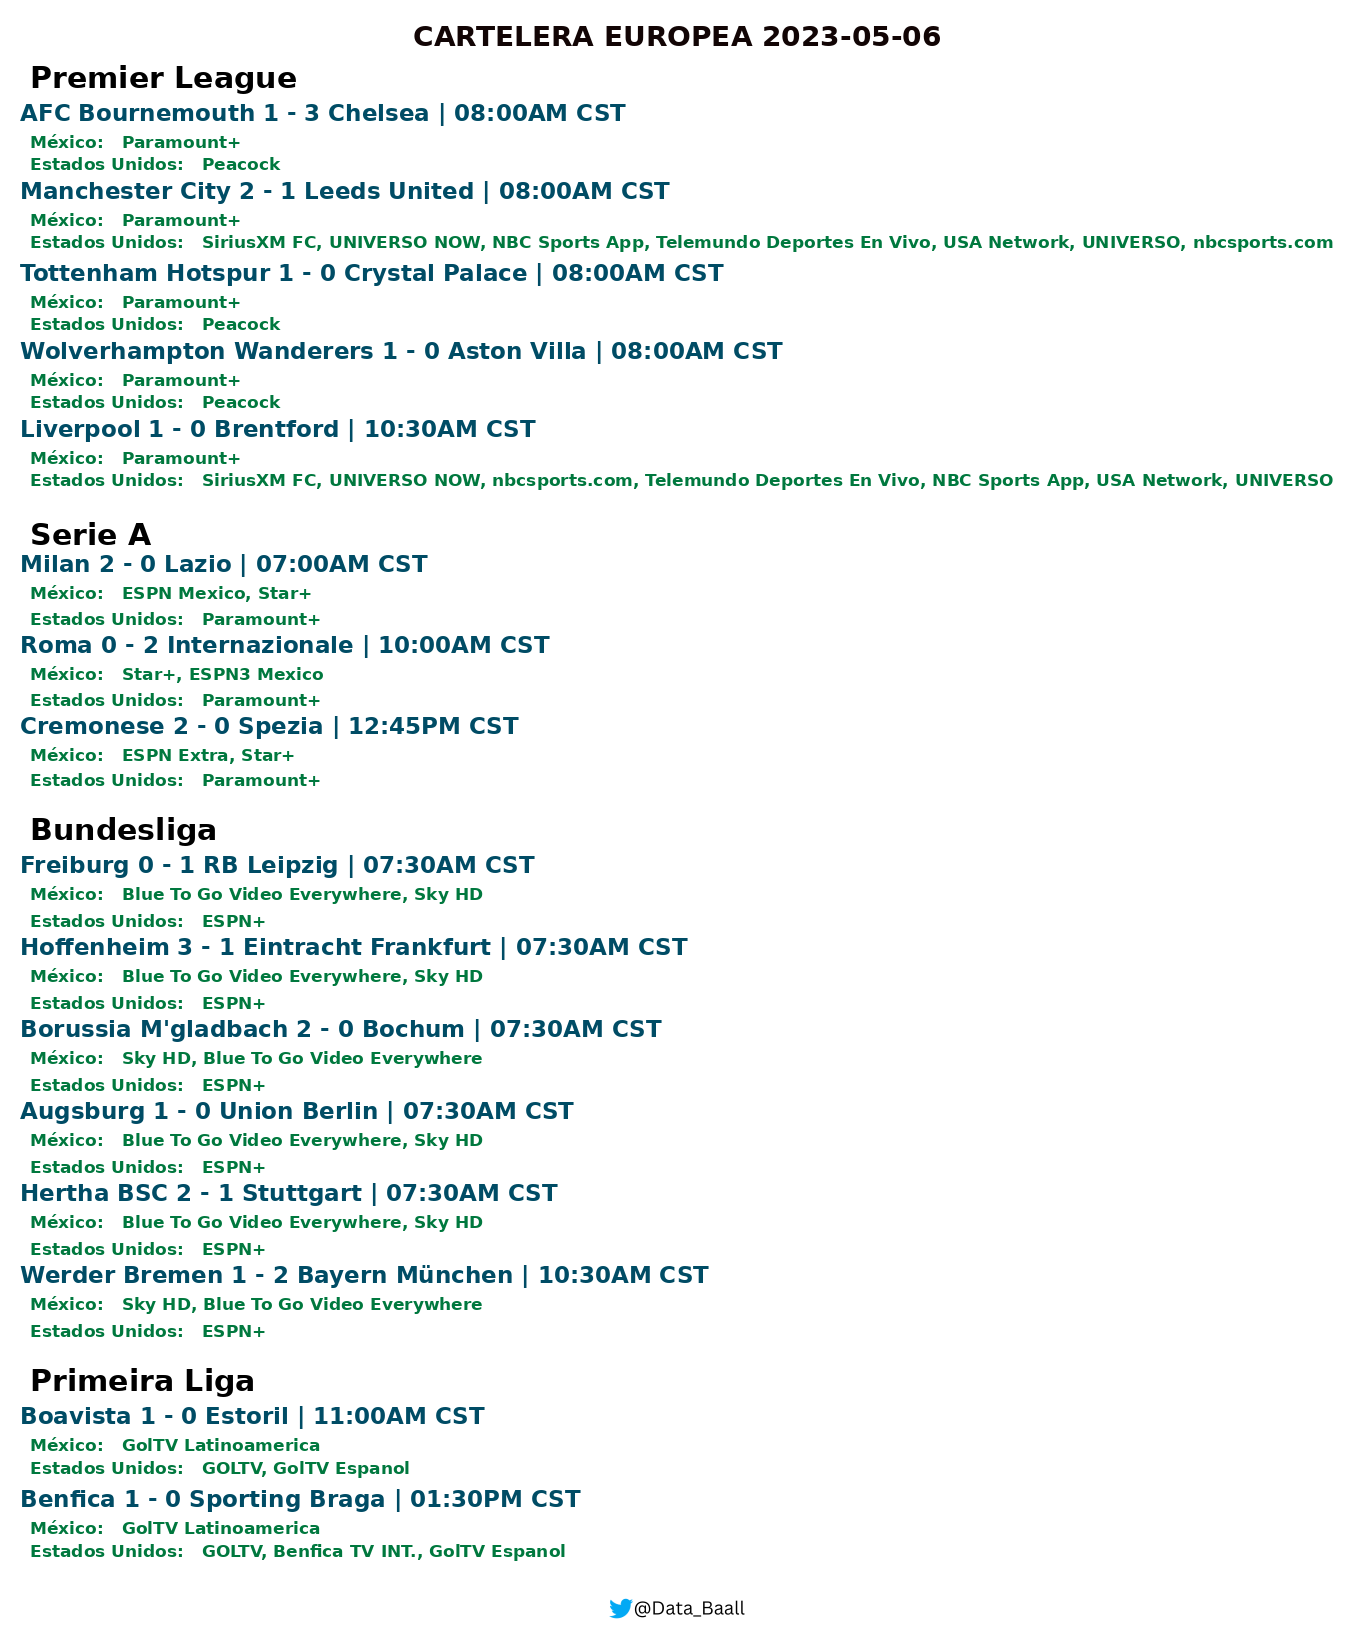 CARTELERA EUROPEA 2023-05-06
Premier League
AFC Bournemouth 1 - 3 Chelsea | 08:00AM CST
México: Paramount+
Estados Unidos: Peacock
Manchester City 2 - 1 Leeds United | 08:00AM CST
México: Paramount+
Estados Unidos: SiriusXM FC, UNIVERSO NOW, NBC Sports App, Telemundo Deportes En Vivo, USA Network, UNIVERSO, nbcsports.com
Tottenham Hotspur 1 - 0 Crystal Palace | 08:00AM CST
México: Paramount+
Estados Unidos: Peacock
Wolverhampton Wanderers 1 - 0 Aston Villa | 08:00AM CST
México: Paramount+
Estados Unidos: Peacock
Liverpool 1 - 0 Brentford | 10:30AM CST
México: Paramount+
Estados Unidos: SiriusXM FC, UNIVERSO NOW, nbcsports.com, Telemundo Deportes En Vivo, NBC Sports App, USA Network, UNIVERSO
Serie A
Milan 2 - 0 Lazio | 07:00AM CST
México: ESPN Mexico, Star+
Estados Unidos: Paramount+
Roma 0 - 2 Internazionale | 10:00AM CST
México: Star+, ESPN3 Mexico
Estados Unidos: Paramount+
Cremonese 2 - 0 Spezia | 12:45PM CST
México: ESPN Extra, Star+
Estados Unidos: Paramount+
Bundesliga
Freiburg 0 - 1 RB Leipzig | 07:30AM CST
México: Blue To Go Video Everywhere, Sky HD
Estados Unidos: ESPN+
Hoffenheim 3 - 1 Eintracht Frankfurt | 07:30AM CST
México: Blue To Go Video Everywhere, Sky HD
Estados Unidos: ESPN+
Borussia M'gladbach 2 - 0 Bochum | 07:30AM CST
México: Sky HD, Blue To Go Video Everywhere
Estados Unidos: ESPN+
Augsburg 1 - 0 Union Berlin | 07:30AM CST
México: Blue To Go Video Everywhere, Sky HD
Estados Unidos: ESPN+
Hertha BSC 2 - 1 Stuttgart | 07:30AM CST
México: Blue To Go Video Everywhere, Sky HD
Estados Unidos: ESPN+
Werder Bremen 1 - 2 Bayern München | 10:30AM CST
México: Sky HD, Blue To Go Video Everywhere
Estados Unidos: ESPN+
Primeira Liga
Boavista 1 - 0 Estoril | 11:00AM CST
México: GolTV Latinoamerica
Estados Unidos: GOLTV, GolTV Espanol
Benfica 1 - 0 Sporting Braga | 01:30PM CST
México: GolTV Latinoamerica
Estados Unidos: GOLTV, Benfica TV INT., GolTV Espanol
@Data_Baall